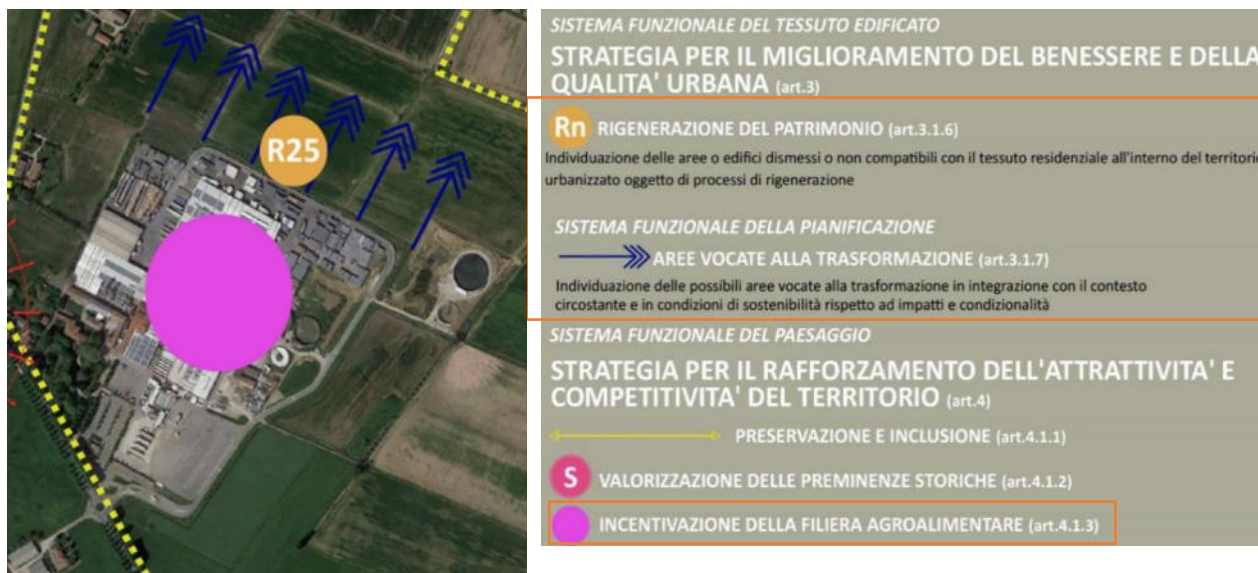 R25
SISTEMA FUNZIONALE DEL TESSUTO EDIFICATO
STRATEGIA PER IL MIGLIORAMENTO DEL BENESSERE E DELLA
QUALITA' URBANA (art.3)
Rn RIGENERAZIONE DEL PATRIMONIO (art.3.1.6)
Individuazione delle aree o edifici dismessi o non compatibili con il tessuto residenziale all'interno del territorio
urbanizzato oggetto di processi di rigenerazione
SISTEMA FUNZIONALE DELLA PIANIFICAZIONE
AREE VOCATE ALLA TRASFORMAZIONE (art.3.1.7)
Individuazione delle possibili aree vocate alla trasformazione in integrazione con il contesto
circostante e in condizioni di sostenibilità rispetto ad impatti e condizionalità
SISTEMA FUNZIONALE DEL PAESAGGIO
STRATEGIA PER IL RAFFORZAMENTO DELL'ATTRATTIVITA' E
COMPETITIVITA' DEL TERRITORIO (art.4)
PRESERVAZIONE E INCLUSIONE (art.4.1.1)
S VALORIZZAZIONE DELLE PREMINENZE STORICHE (art.4.1.2)
INCENTIVAZIONE DELLA FILIERA AGROALIMENTARE (art.4.1.3)